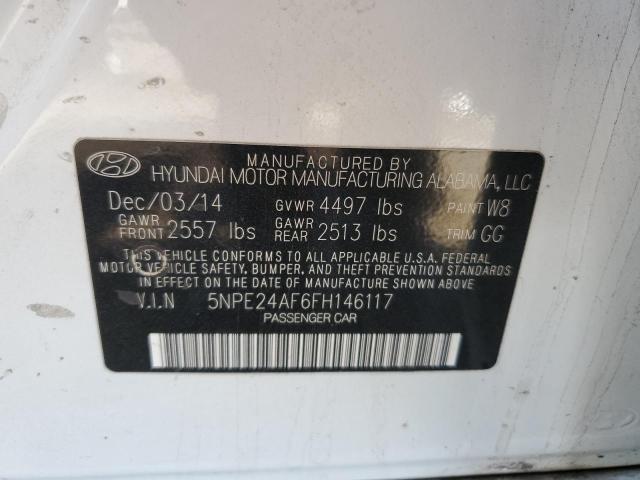 MANUFACTURED BY
HYUNDAI MOTOR MANUFACTURING ALABAMA, LLC
Dec/03/14 GVWR 4497 lbs PAINT W8
GAWR FRONT 2557 lbs GAWR REAR 2513 lbs TRIM GG
THIS VEHICLE CONFORMS TO ALL APPLICABLE U.S.A. FEDERAL
MOTOR VEHICLE SAFETY, BUMPER, AND THEFT PREVENTION STANDARDS
IN EFFECT ON THE DATE OF MANUFACTURE SHOWN ABOVE.
V.I.N 5NPE24AF6FH146117
PASSENGER CAR